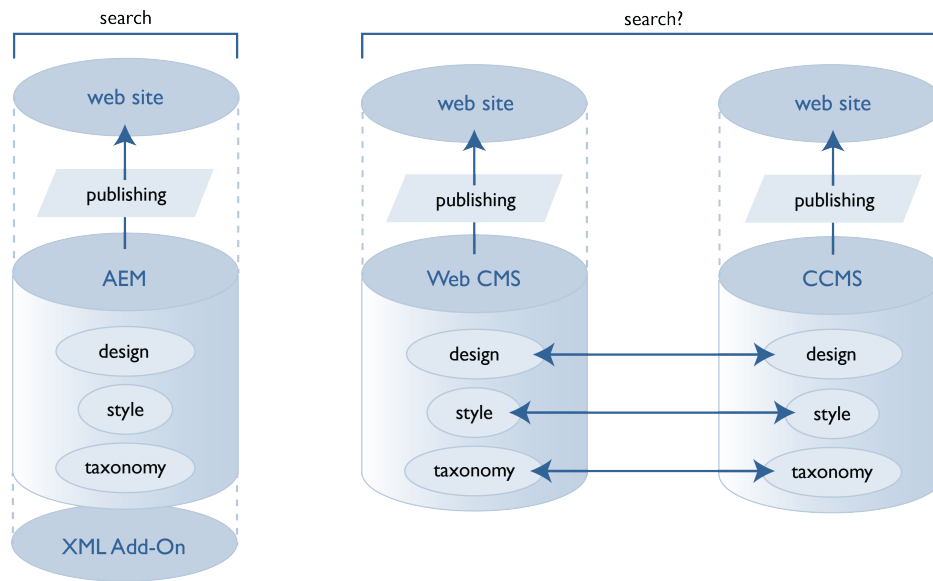 search
search?
web site
web site
web site
publishing
publishing
publishing
AEM
Web CMS
CCMS
design
design
design
style
style
style
taxonomy
taxonomy
taxonomy
XML Add-On